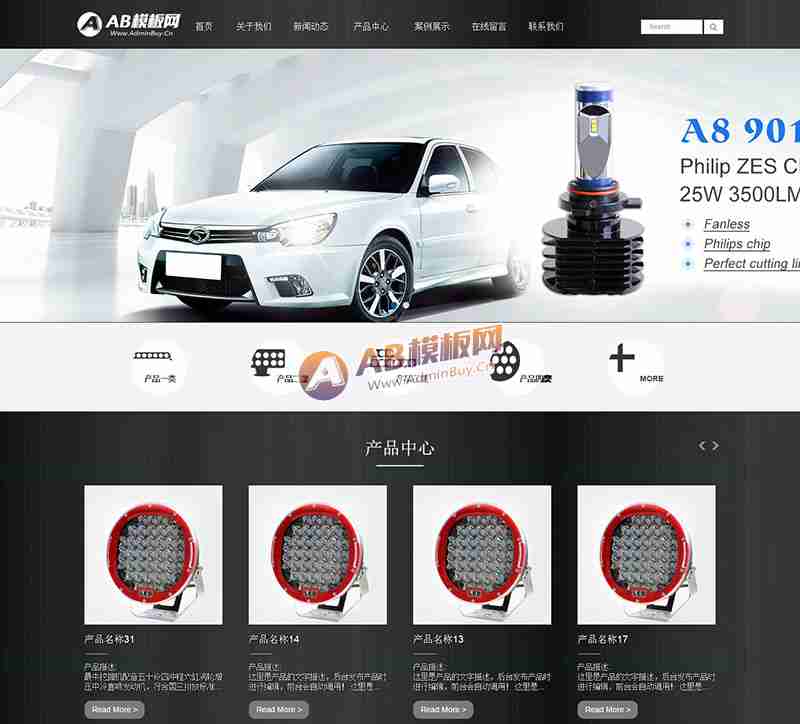 AB模板网
Www.AdminBuy.Cn
首页 关于我们 新闻动态 产品中心 案例展示 在线留言 联系我们
Search
A8 901
Philip ZES C
25W 3500LM
Fanless
Philips chip
Perfect cutting li
产品一类 产品二类 产品四类 MORE
AB模板网
Www.AdminBuy.Cn
产品中心
产品名称31
产品描述:
Read More >
产品名称14
产品描述:
这里是产品的文字描述，后台发布产品时
进行编辑，前台会自动调用！这里是...
Read More >
产品名称13
产品描述:
这里是产品的文字描述，后台发布产品时
进行编辑，前台会自动调用！这里是...
Read More >
产品名称17
产品描述:
这里是产品的文字描述，后台发布产品时
进行编辑，前台会自动调用！这里是...
Read More >